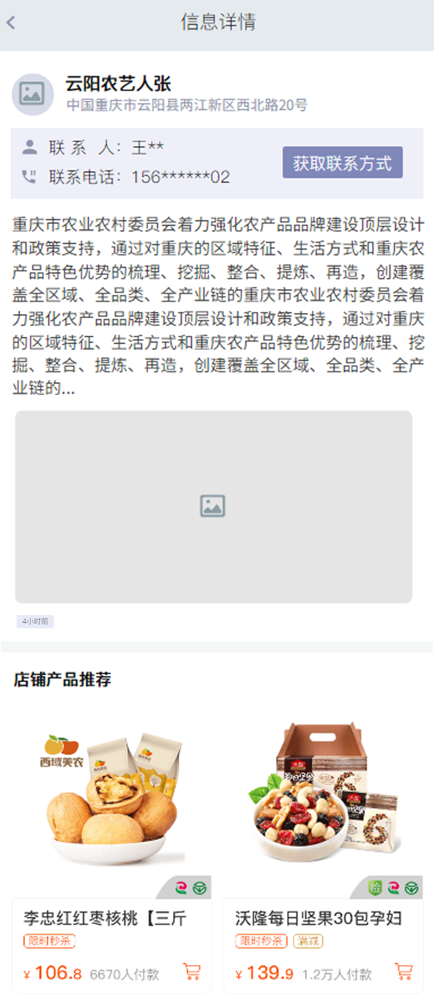 信息详情
云阳农艺人张
中国重庆市云阳县两江新区西北路20号
联 系 人：王**
获取联系方式
联系电话：156******02
重庆市农业农村委员会着力强化农产品品牌建设顶层设计
和政策支持，通过对重庆的区域特征、生活方式和重庆农
产品特色优势的梳理、挖掘、整合、提炼、再造，创建覆
盖全区域、全品类、全产业链的重庆市农业农村委员会着
力强化农产品品牌建设顶层设计和政策支持，通过对重庆
的区域特征、生活方式和重庆农产品特色优势的梳理、挖
掘、整合、提炼、再造，创建覆盖全区域、全品类、全产
业链的...
4小时前
店铺产品推荐
西域美农
沃隆
6
检
李忠红红枣核桃【三斤
限时秒杀
¥ 106.8 6670人付款
沃隆每日坚果30包孕妇
限时秒杀 满减
¥ 139.9 1.2万人付款